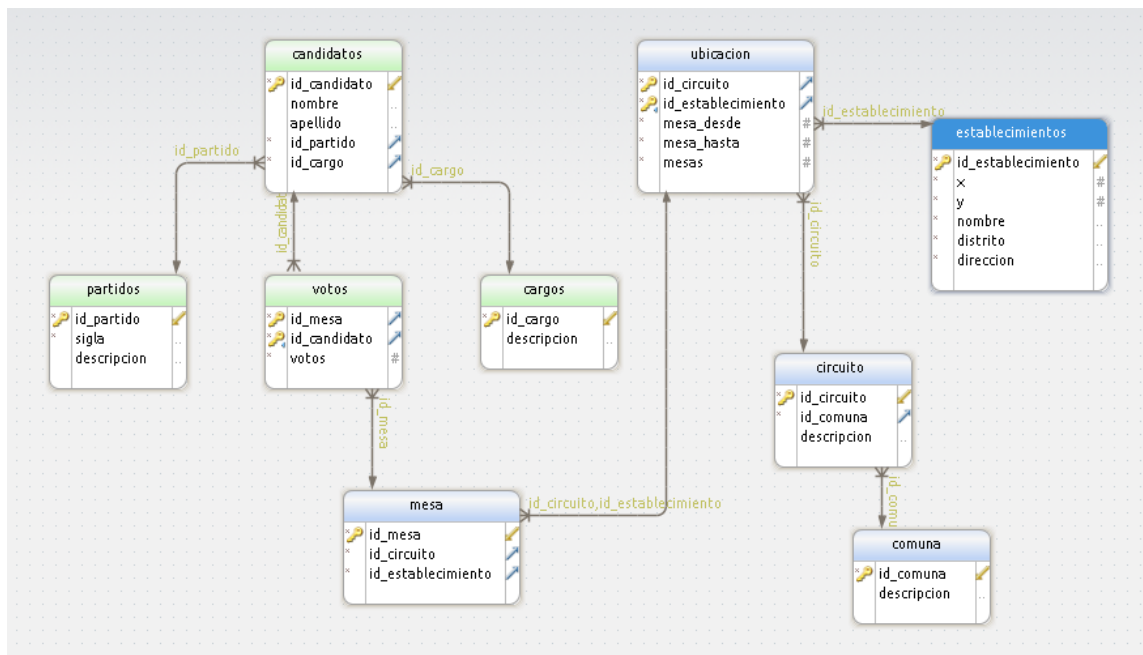 candidatos
id_candidato
nombre
apellido
id_partido
id_cargo
ubicacion
id_circuito
id_establecimiento
mesa_desde
mesa_hasta
mesas
id_establecimiento
establecimientos
id_establecimiento
x
y
nombre
distrito
direccion
id_partido
id_cargo
id_candidat
id_circuito
partidos
id_partido
sigla
descripcion
votos
id_mesa
id_candidato
votos
cargos
id_cargo
descripcion
circuito
id_circuito
id_comuna
descripcion
id_mesa
mesa
id_mesa
id_circuito
id_establecimiento
id_circuito,id_establecimiento
id_comu
comuna
id_comuna
descripcion